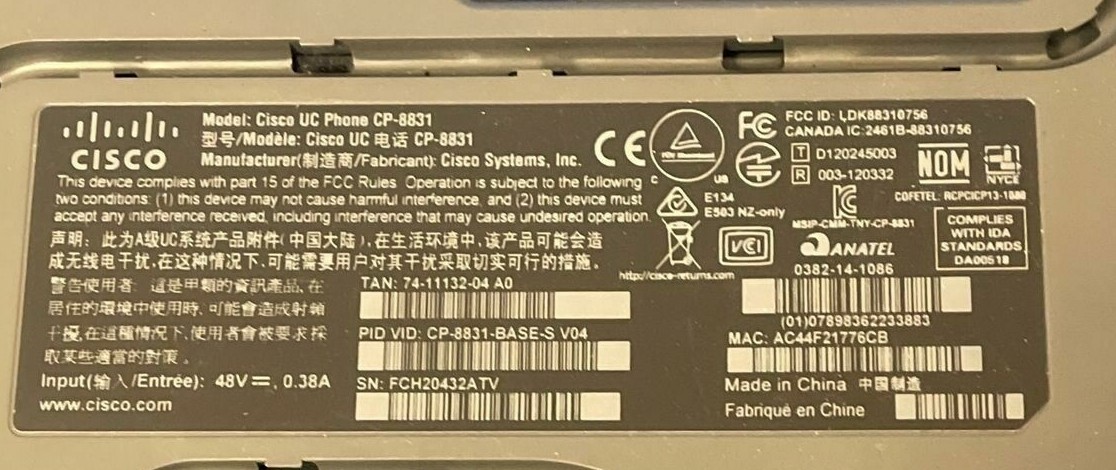 CISCO
Model: Cisco UC Phone CP-8831
型号/Modèle: Cisco UC 电话 CP-8831
Manufacturer(制造商/Fabricant): Cisco Systems, Inc.
This device complies with part 15 of the FCC Rules. Operation is subject to the following
two conditions: (1) this device may not cause harmful interference, and (2) this device must
accept any interference received, including interference that may cause undesired operation.
声明：此为A级UC系统产品附件(中国大陆),在生活环境中,该产品可能会造
成无线电干扰,在这种情况下,可能需要用户对其干扰采取切实可行的措施。
警告使用者: 這是甲類的資訊產品,在
居住的環境中使用時, 可能會造成射頻
干擾,在這種情況下,使用者會被要求採
取某些適當的對策。
Input(输入/Entrée): 48V⎓, 0.38A
www.cisco.com
TAN: 74-11132-04 A0
PID VID: CP-8831-BASE-S V04
SN: FCH20432ATV
CE
C US
FC
FCC ID: LDK88310756
CANADA IC:2461B-88310756
T D120245003
R 003-120332
NOM
NYCE
E134
E503 NZ-only
MSIP-CMM-TNY-CP-8831
COFETEL: RCPCICP13-1088
VCI
ANATEL
0382-14-1086
COMPLIES
WITH IDA
STANDARDS
DA00518
http://cisco-returns.com
(01)07898362233883
MAC: AC44F21776CB
Made in China 中国制造
Fabriqué en Chine